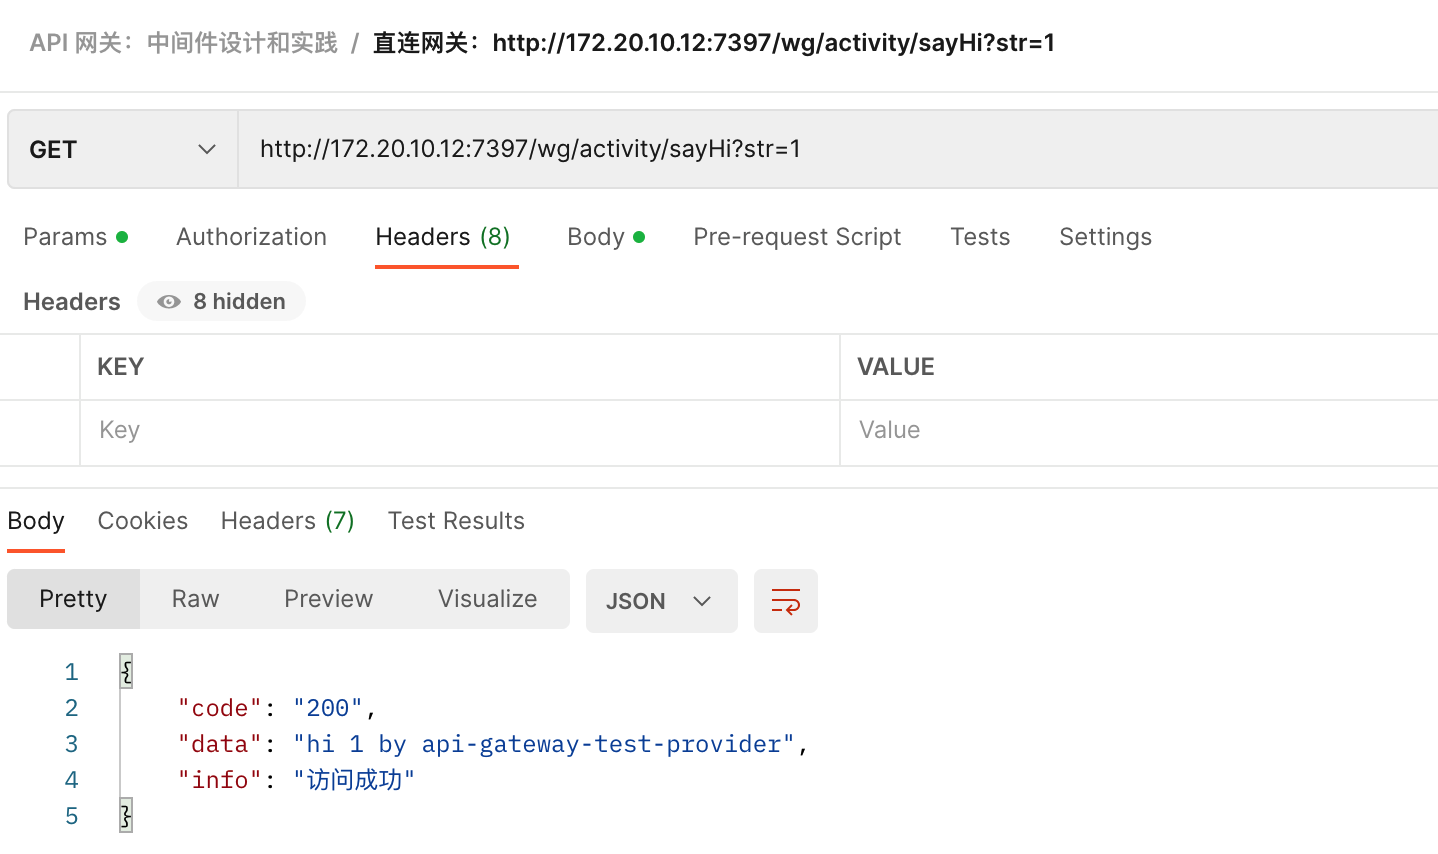 API 网关：中间件设计和实践 / 直连网关：http://172.20.10.12:7397/wg/activity/sayHi?str=1
GET http://172.20.10.12:7397/wg/activity/sayHi?str=1
Params Authorization Headers (8) Body Pre-request Script Tests Settings
Headers 8 hidden
KEY VALUE
Key Value
Body Cookies Headers (7) Test Results
Pretty Raw Preview Visualize JSON
1 {
2 "code": "200",
3 "data": "hi 1 by api-gateway-test-provider",
4 "info": "访问成功"
5 }